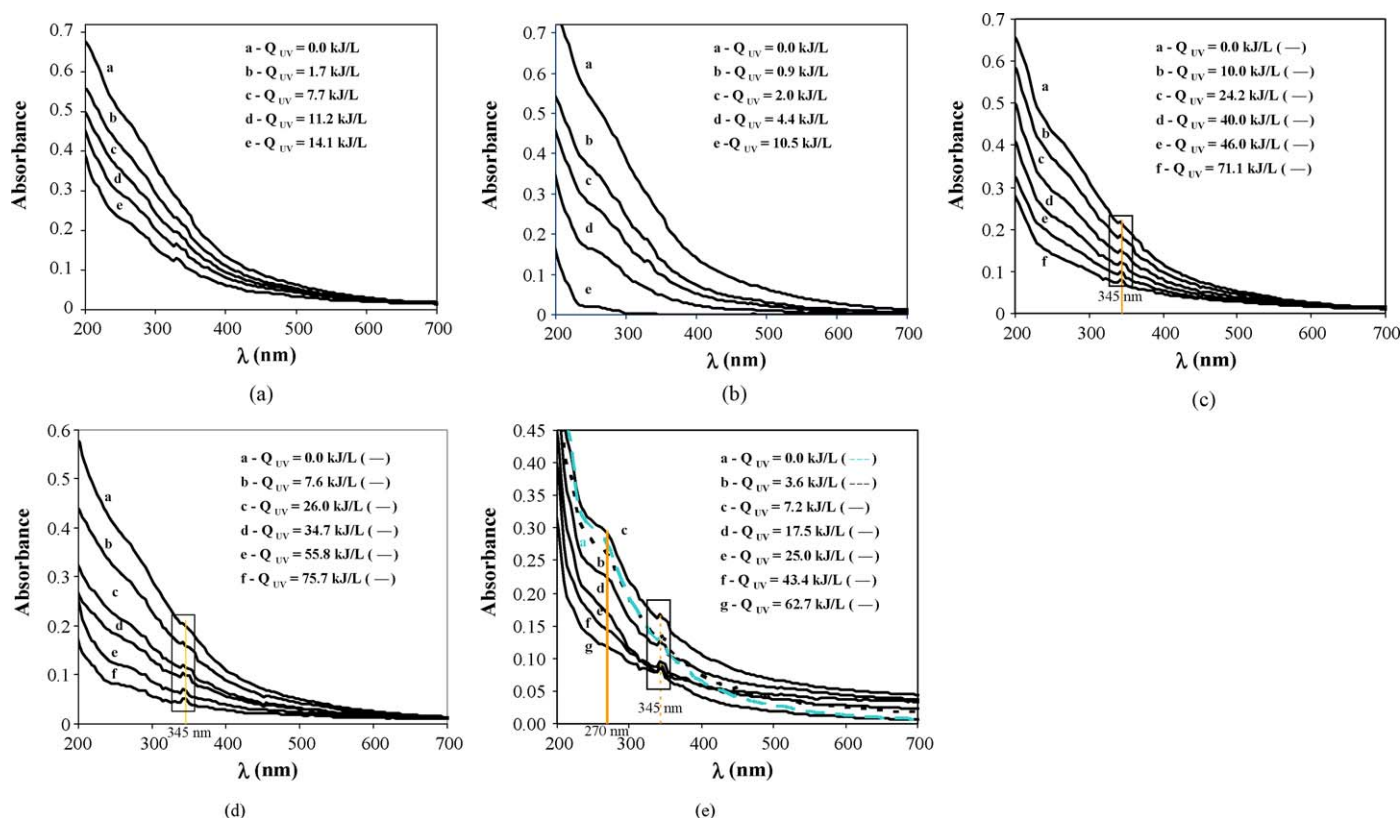 0.7
0.6
0.5
0.4
0.3
0.2
0.1
0
200 300 400 500 600 700
Absorbance
λ (nm)
a - Q UV = 0.0 kJ/L
b - Q UV = 1.7 kJ/L
c - Q UV = 7.7 kJ/L
d - Q UV = 11.2 kJ/L
e - Q UV = 14.1 kJ/L
a
b
c
d
e
(a)
0.7
0.6
0.5
0.4
0.3
0.2
0.1
0
200 300 400 500 600 700
Absorbance
λ (nm)
a - Q UV = 0.0 kJ/L
b - Q UV = 0.9 kJ/L
c - Q UV = 2.0 kJ/L
d - Q UV = 4.4 kJ/L
e -Q UV = 10.5 kJ/L
a
b
c
d
e
(b)
0.7
0.6
0.5
0.4
0.3
0.2
0.1
0
200 300 400 500 600 700
Absorbance
λ (nm)
a - Q UV = 0.0 kJ/L ( — )
b - Q UV = 10.0 kJ/L ( — )
c - Q UV = 24.2 kJ/L ( — )
d - Q UV = 40.0 kJ/L ( — )
e - Q UV = 46.0 kJ/L ( — )
f - Q UV = 71.1 kJ/L ( — )
a
b
c
d
e
f
345 nm
(c)
0.6
0.5
0.4
0.3
0.2
0.1
0
200 300 400 500 600 700
Absorbance
λ (nm)
a - Q UV = 0.0 kJ/L ( — )
b - Q UV = 7.6 kJ/L ( — )
c - Q UV = 26.0 kJ/L ( — )
d - Q UV = 34.7 kJ/L ( — )
e - Q UV = 55.8 kJ/L ( — )
f - Q UV = 75.7 kJ/L ( — )
a
b
c
d
e
f
345 nm
(d)
0.45
0.40
0.35
0.30
0.25
0.20
0.15
0.10
0.05
0.00
200 300 400 500 600 700
Absorbance
λ (nm)
a - Q UV = 0.0 kJ/L ( --- )
b - Q UV = 3.6 kJ/L ( --- )
c - Q UV = 7.2 kJ/L ( — )
d - Q UV = 17.5 kJ/L ( — )
e - Q UV = 25.0 kJ/L ( — )
f - Q UV = 43.4 kJ/L ( — )
g - Q UV = 62.7 kJ/L ( — )
c
a
b
d
e
f
g
345 nm
270 nm
(e)